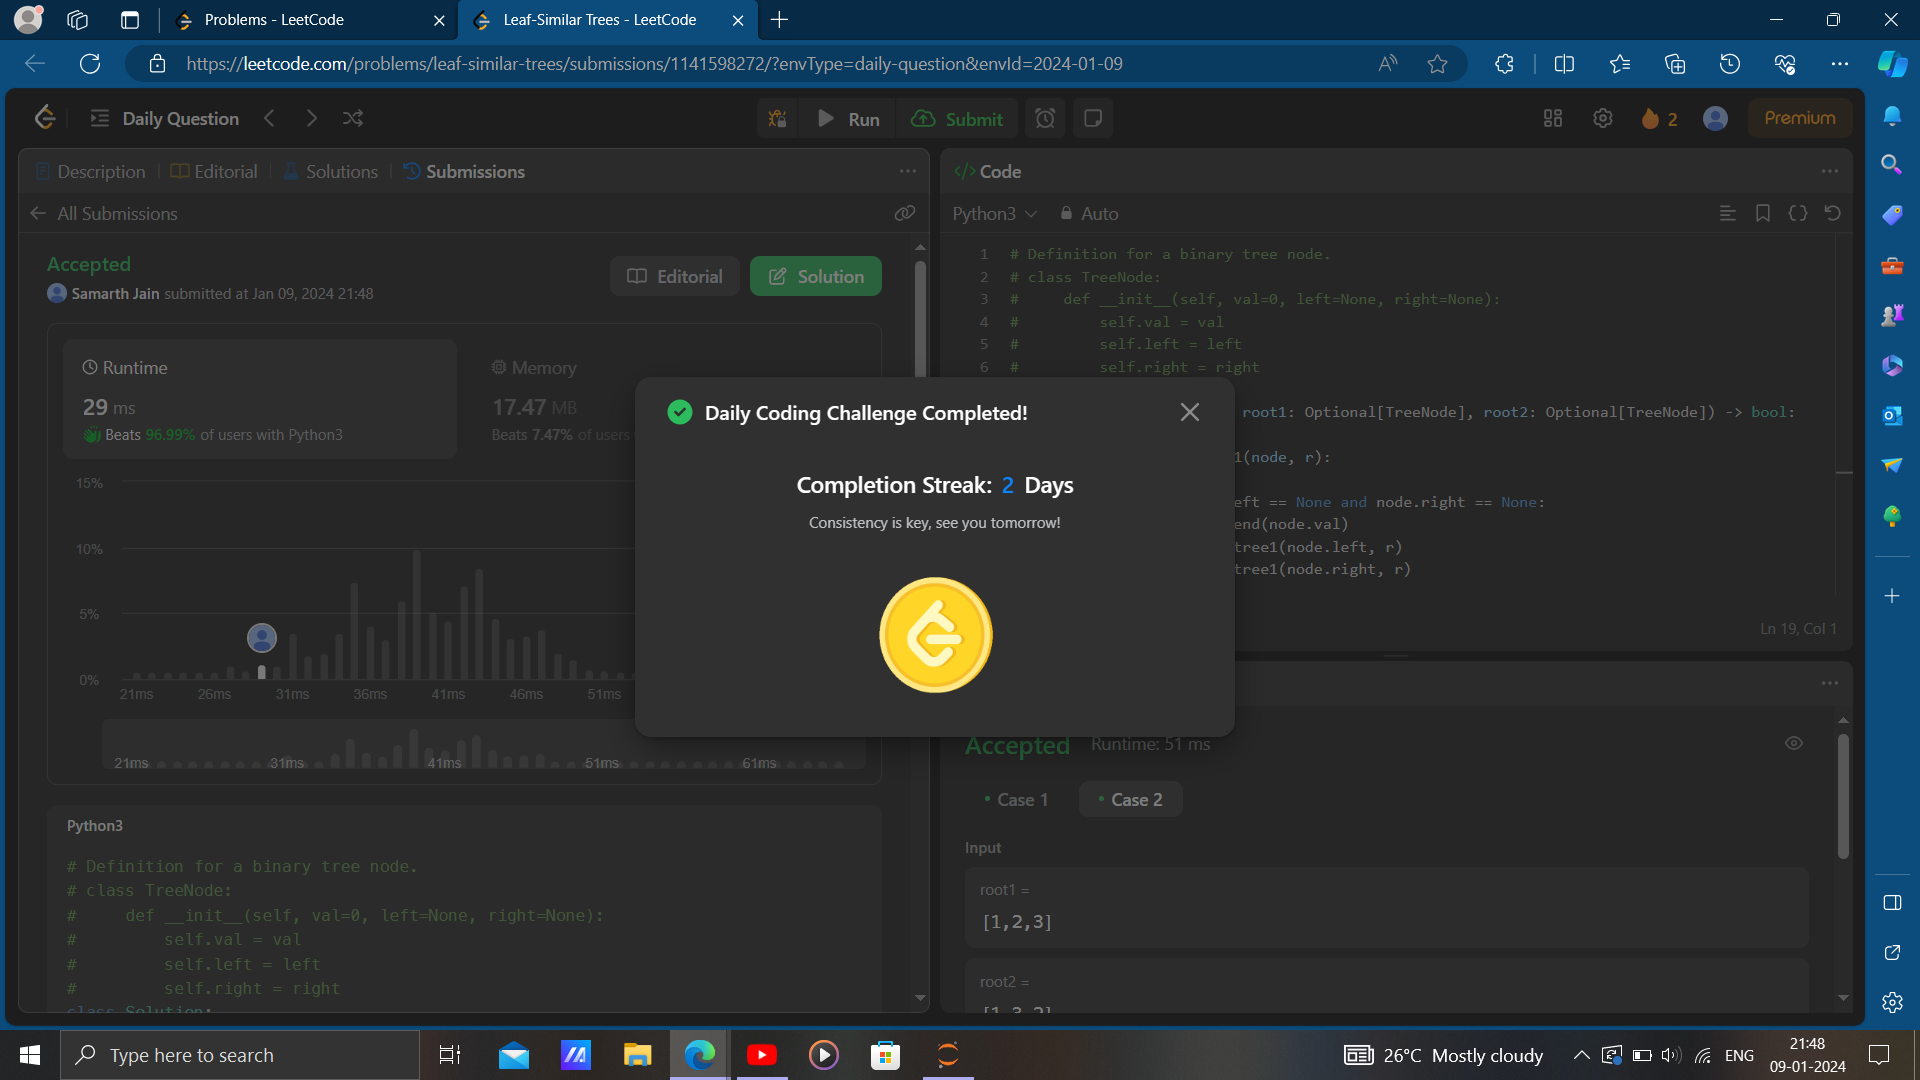 Problems - LeetCode
Leaf-Similar Trees - LeetCode
https://leetcode.com/problems/leaf-similar-trees/submissions/1141598272/?envType=daily-question&envId=2024-01-09
Daily Question
Run
Submit
2
Premium
Description
Editorial
Solutions
Submissions
All Submissions
Accepted
Samarth Jain submitted at Jan 09, 2024 21:48
Editorial
Solution
Runtime
29 ms
Beats 96.99% of users with Python3
Memory
17.47 MB
Beats 7.47% of users
15%
10%
5%
0%
21ms 26ms 31ms 36ms 41ms 46ms 51ms
21ms 31ms 41ms 51ms 61ms
Python3
# Definition for a binary tree node.
# class TreeNode:
#     def __init__(self, val=0, left=None, right=None):
#         self.val = val
#         self.left = left
#         self.right = right
class Solution:
Daily Coding Challenge Completed!
Completion Streak: 2 Days
Consistency is key, see you tomorrow!
</> Code
Python3
Auto
1 # Definition for a binary tree node.
2 # class TreeNode:
3 #     def __init__(self, val=0, left=None, right=None):
4 #         self.val = val
5 #         self.left = left
6 #         self.right = right
root1: Optional[TreeNode], root2: Optional[TreeNode]) -> bool:
1(node, r):
eft == None and node.right == None:
end(node.val)
tree1(node.left, r)
tree1(node.right, r)
Ln 19, Col 1
Accepted
Runtime: 51 ms
Case 1
Case 2
Input
root1 =
[1,2,3]
root2 =
[1,3,2]
Type here to search
26°C Mostly cloudy
ENG
21:48
09-01-2024